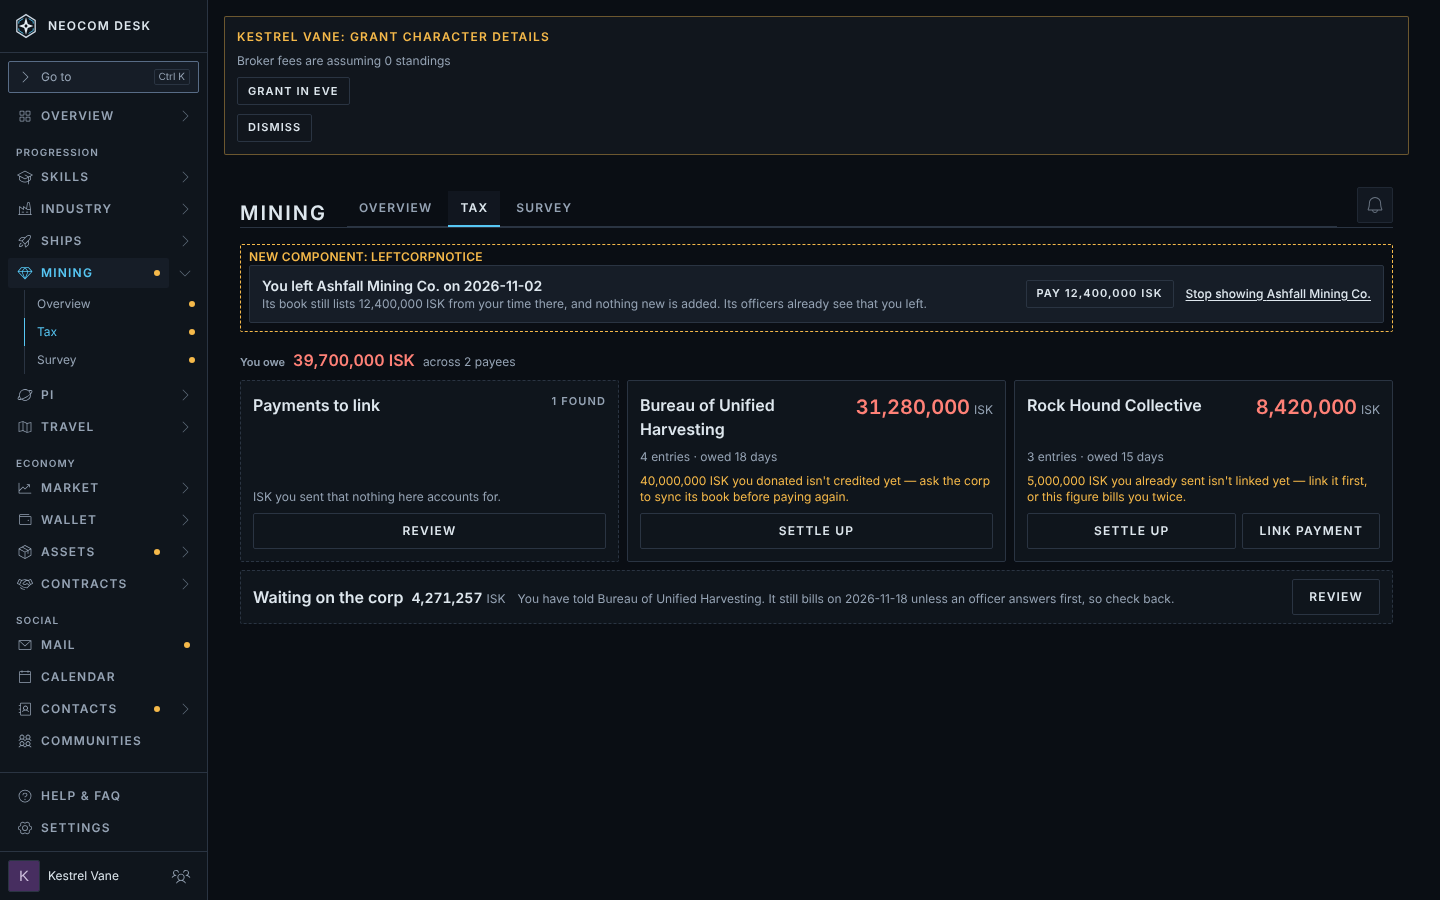 NEOCOM DESK
Go to
Ctrl K
OVERVIEW
PROGRESSION
SKILLS
INDUSTRY
SHIPS
MINING
Overview
Tax
Survey
PI
TRAVEL
ECONOMY
MARKET
WALLET
ASSETS
CONTRACTS
SOCIAL
MAIL
CALENDAR
CONTACTS
COMMUNITIES
HELP & FAQ
SETTINGS
K
Kestrel Vane
KESTREL VANE: GRANT CHARACTER DETAILS
Broker fees are assuming 0 standings
GRANT IN EVE
DISMISS
MINING
OVERVIEW
TAX
SURVEY
NEW COMPONENT: LEFTCORPNOTICE
You left Ashfall Mining Co. on 2026-11-02
Its book still lists 12,400,000 ISK from your time there, and nothing new is added. Its officers already see that you left.
PAY 12,400,000 ISK
Stop showing Ashfall Mining Co.
You owe 39,700,000 ISK across 2 payees
Payments to link
1 FOUND
ISK you sent that nothing here accounts for.
REVIEW
Bureau of Unified
Harvesting
31,280,000 ISK
4 entries · owed 18 days
40,000,000 ISK you donated isn't credited yet — ask the corp
to sync its book before paying again.
SETTLE UP
Rock Hound Collective
8,420,000 ISK
3 entries · owed 15 days
5,000,000 ISK you already sent isn't linked yet — link it first,
or this figure bills you twice.
SETTLE UP
LINK PAYMENT
Waiting on the corp 4,271,257 ISK You have told Bureau of Unified Harvesting. It still bills on 2026-11-18 unless an officer answers first, so check back.
REVIEW